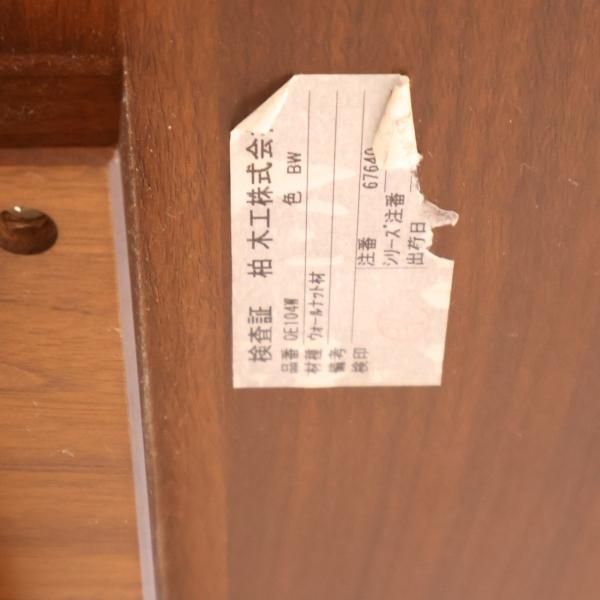 検査証 柏木工株式会
品番 OE104W 色 BW
材種 ウォールナット材
備考
検印 注番 67640
シリーズ注番
出荷日